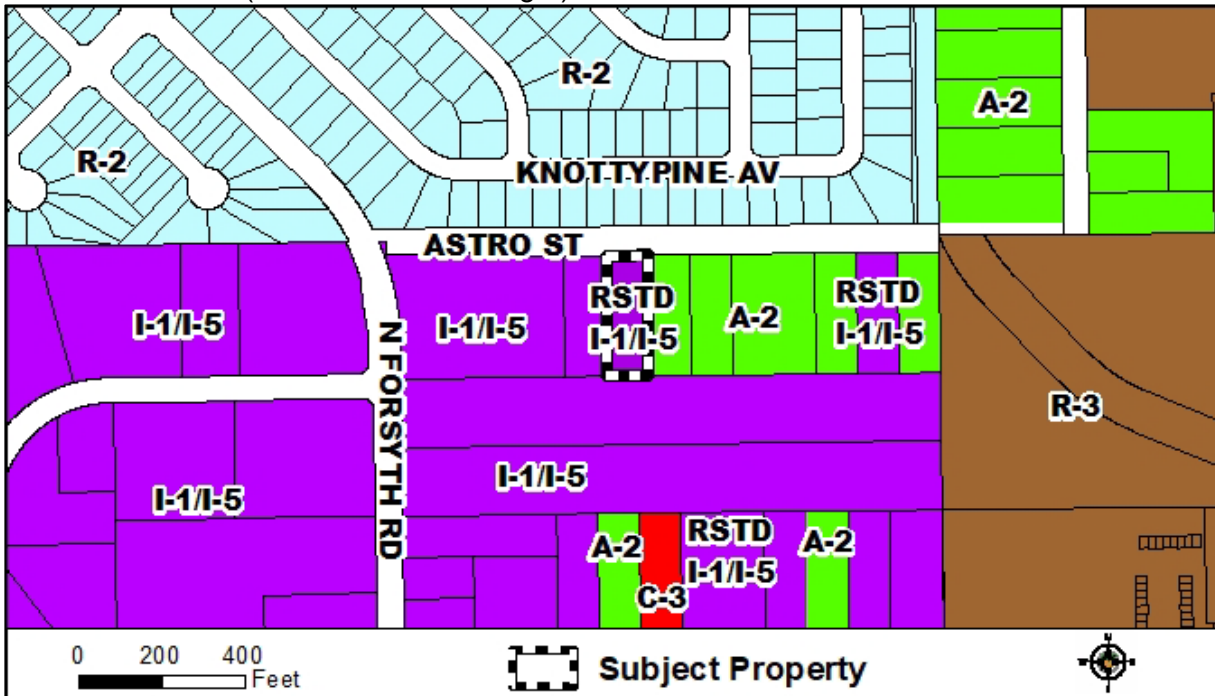 R-2
A-2
R-2
KNOTTYPINE AV
ASTRO ST
RSTD
I-1/I-5
RSTD
I-1/I-5
I-1/I-5
I-1/I-5
A-2
N FORSYTH RD
R-3
I-1/I-5
I-1/I-5
A-2
RSTD
I-1/I-5
A-2
C-3
0 200 400
Feet
Subject Property